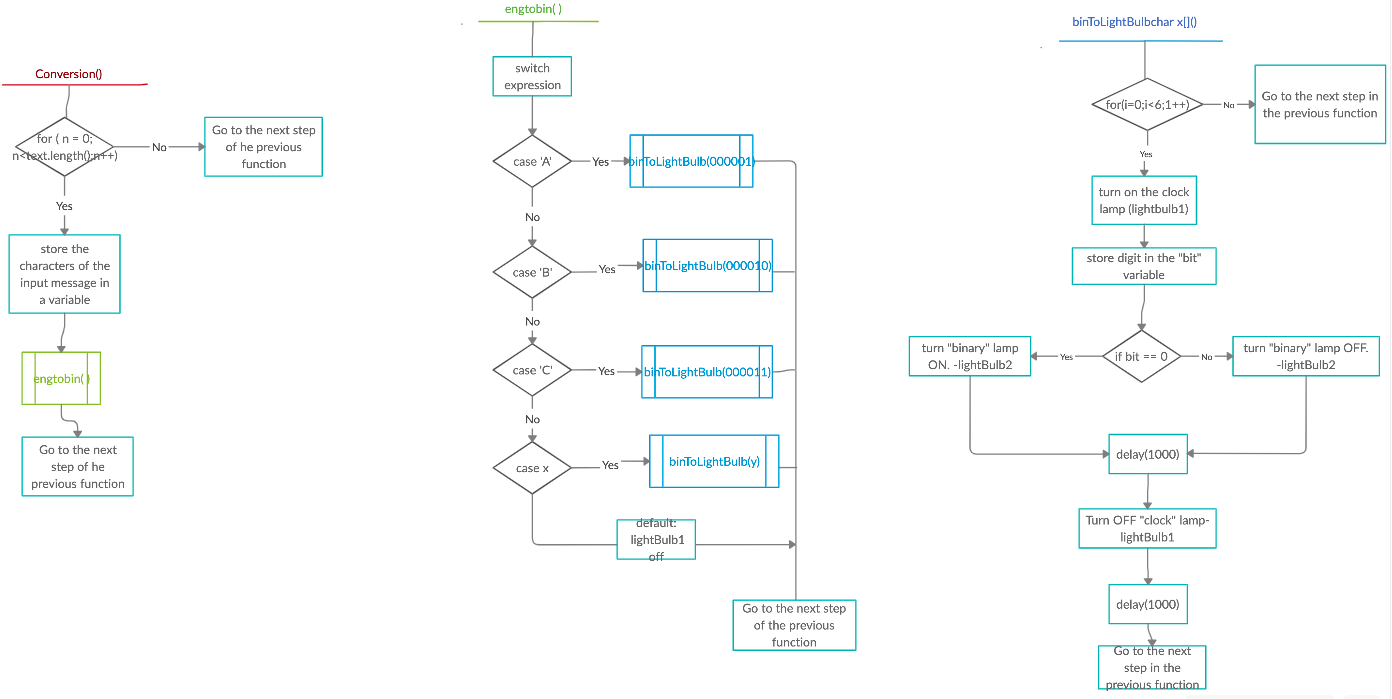 Conversion()
for ( n = 0;
n<text.length();n++)
No
Go to the next step
of he previous
function
Yes
store the
characters of the
input message in
a variable
engtobin( )
Go to the next
step of he
previous function
engtobin( )
switch
expression
case 'A'
Yes
binToLightBulb(000001)
No
case 'B'
Yes
binToLightBulb(000010)
No
case 'C'
Yes
binToLightBulb(000011)
No
case x
Yes
binToLightBulb(y)
default:
lightBulb1
off
Go to the next step
of the previous
function
binToLightBulbchar x[]()
for(i=0;i<6;1++)
No
Go to the next step in
the previous function
Yes
turn on the clock
lamp (lightbulb1)
store digit in the "bit"
variable
if bit == 0
Yes
turn "binary" lamp
ON. -lightBulb2
No
turn "binary" lamp OFF.
-lightBulb2
delay(1000)
Turn OFF "clock" lamp-
lightBulb1
delay(1000)
Go to the next
step in the
previous function